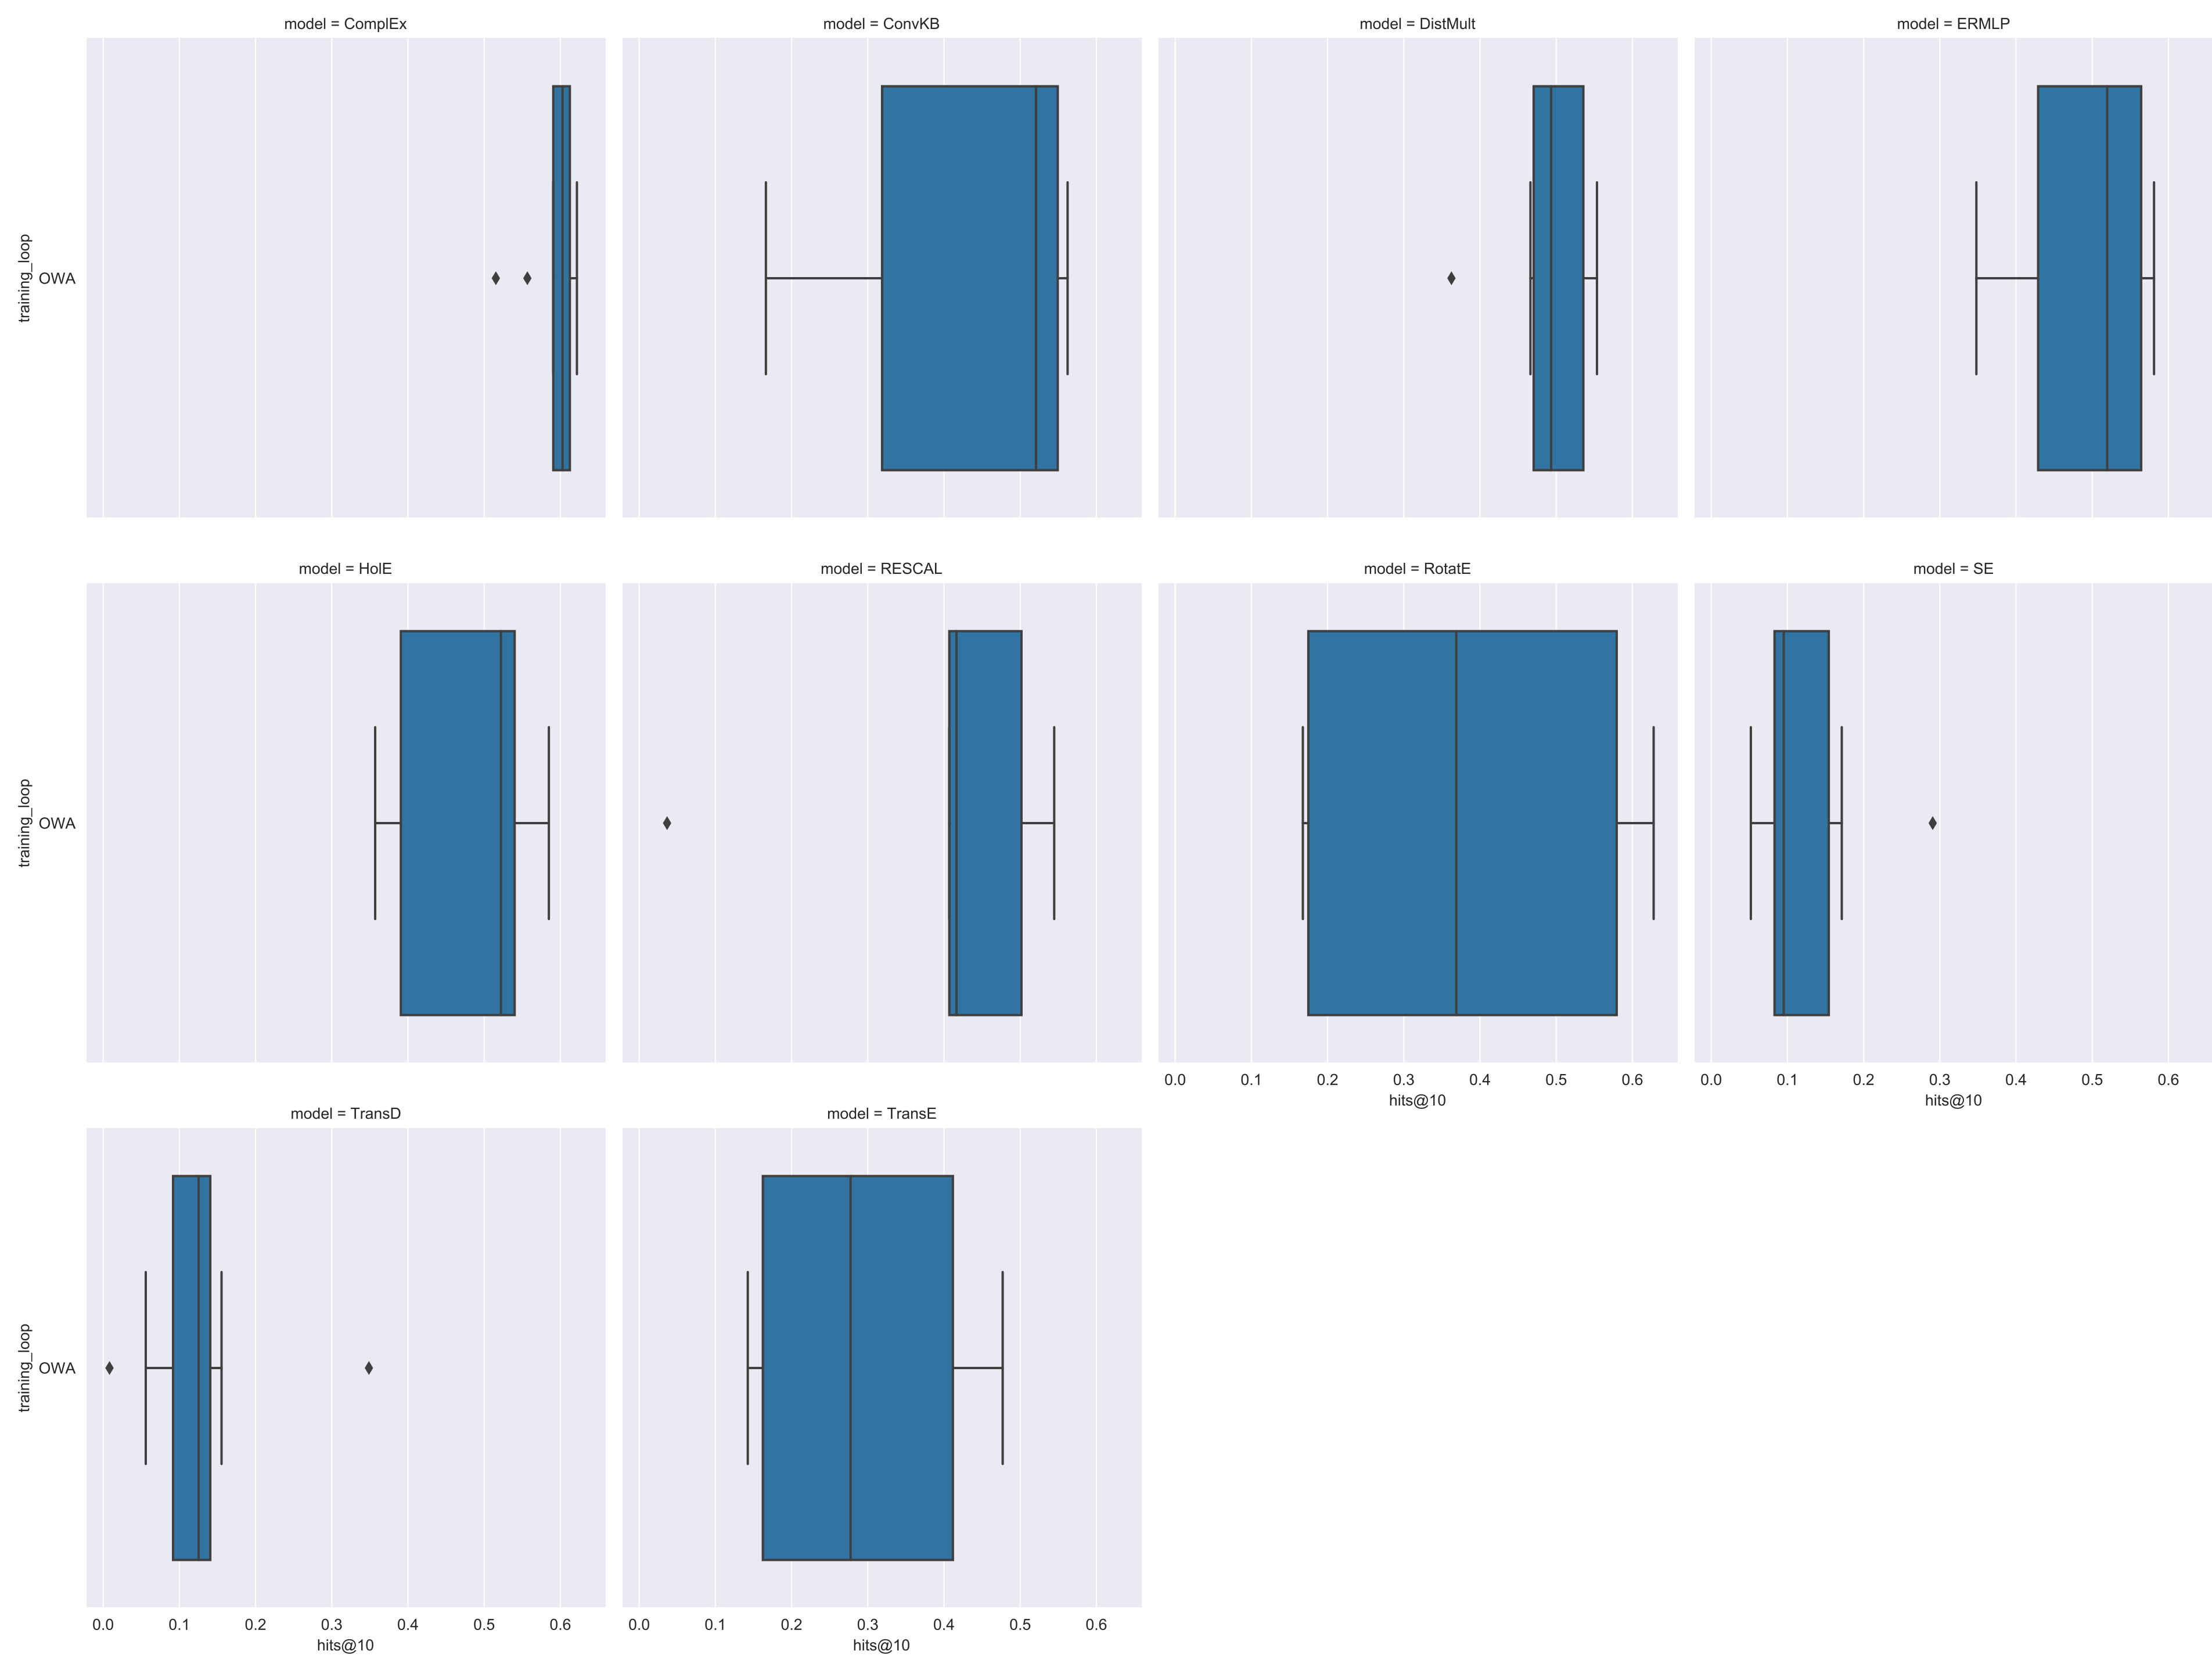 model = ComplEx
model = ConvKB
model = DistMult
model = ERMLP
training_loop
OWA
model = HolE
model = RESCAL
model = RotatE
model = SE
training_loop
OWA
0.0 0.1 0.2 0.3 0.4 0.5 0.6
hits@10
0.0 0.1 0.2 0.3 0.4 0.5 0.6
hits@10
model = TransD
model = TransE
training_loop
OWA
0.0 0.1 0.2 0.3 0.4 0.5 0.6
hits@10
0.0 0.1 0.2 0.3 0.4 0.5 0.6
hits@10